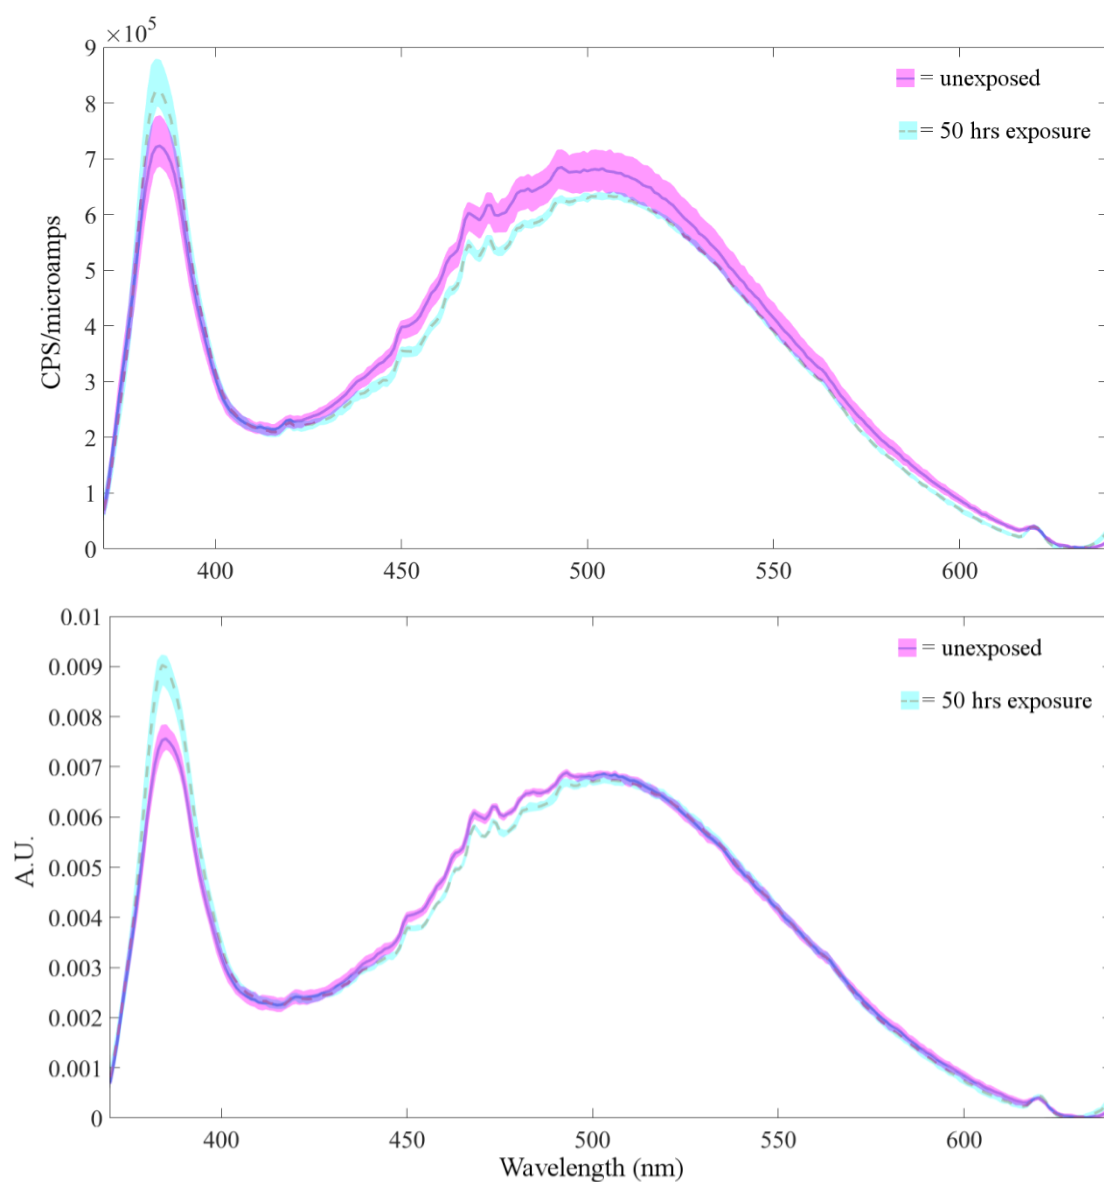 ×10⁵
9
8
7
6
5
4
3
2
1
0
CPS/microamps
= unexposed
= 50 hrs exposure
400 450 500 550 600
0.01
0.009
0.008
0.007
0.006
0.005
0.004
0.003
0.002
0.001
0
A.U.
= unexposed
= 50 hrs exposure
400 450 500 550 600
Wavelength (nm)